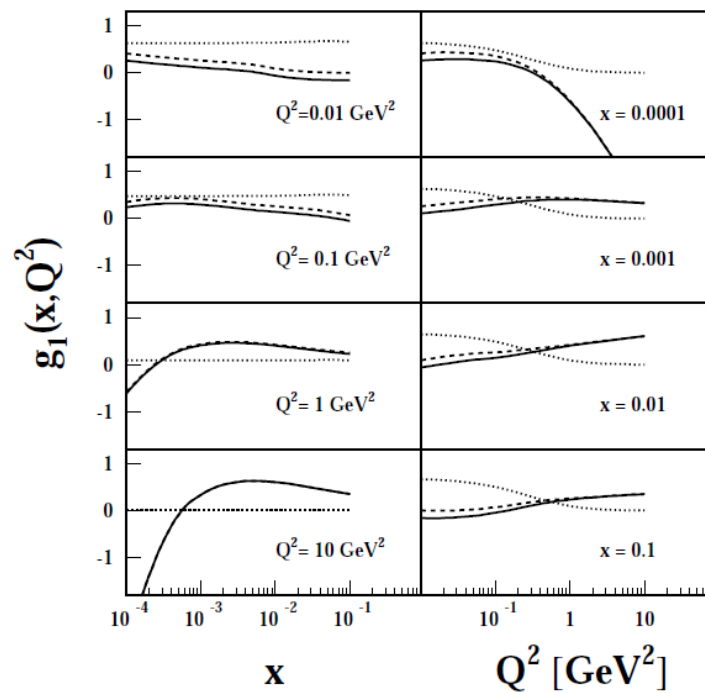 g₁(x,Q²)
1
0
-1
Q²=0.01 GeV²
x = 0.0001
1
0
-1
Q²= 0.1 GeV²
x = 0.001
1
0
-1
Q²= 1 GeV²
x = 0.01
1
0
-1
Q²= 10 GeV²
x = 0.1
10⁻⁴ 10⁻³ 10⁻² 10⁻¹ 10⁻¹ 1 10
x Q² [GeV²]